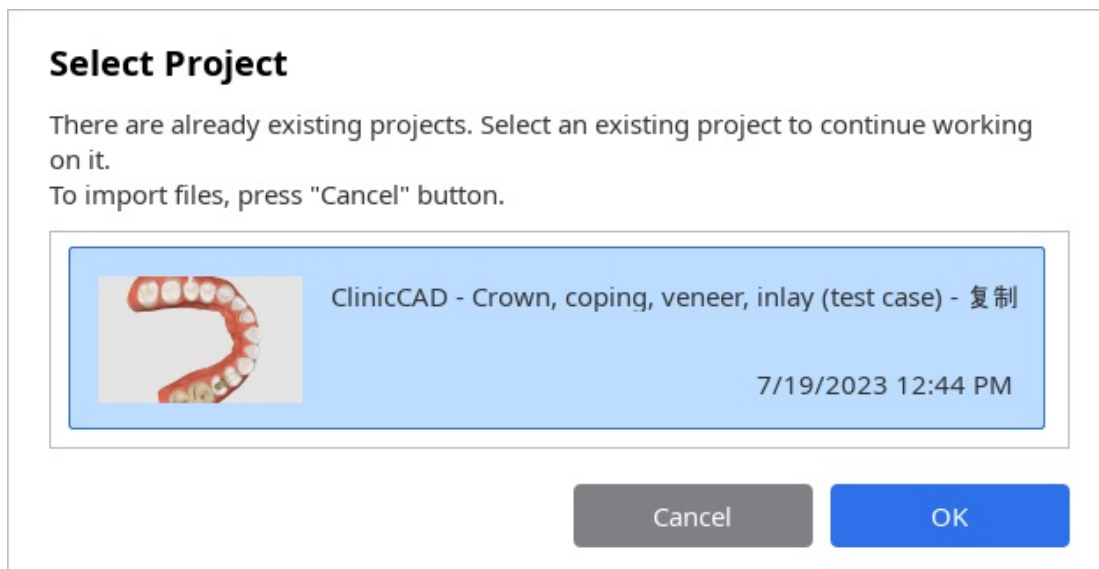 Select Project
There are already existing projects. Select an existing project to continue working
on it.
To import files, press "Cancel" button.
ClinicCAD - Crown, coping, veneer, inlay (test case) - 复制
7/19/2023 12:44 PM
Cancel
OK